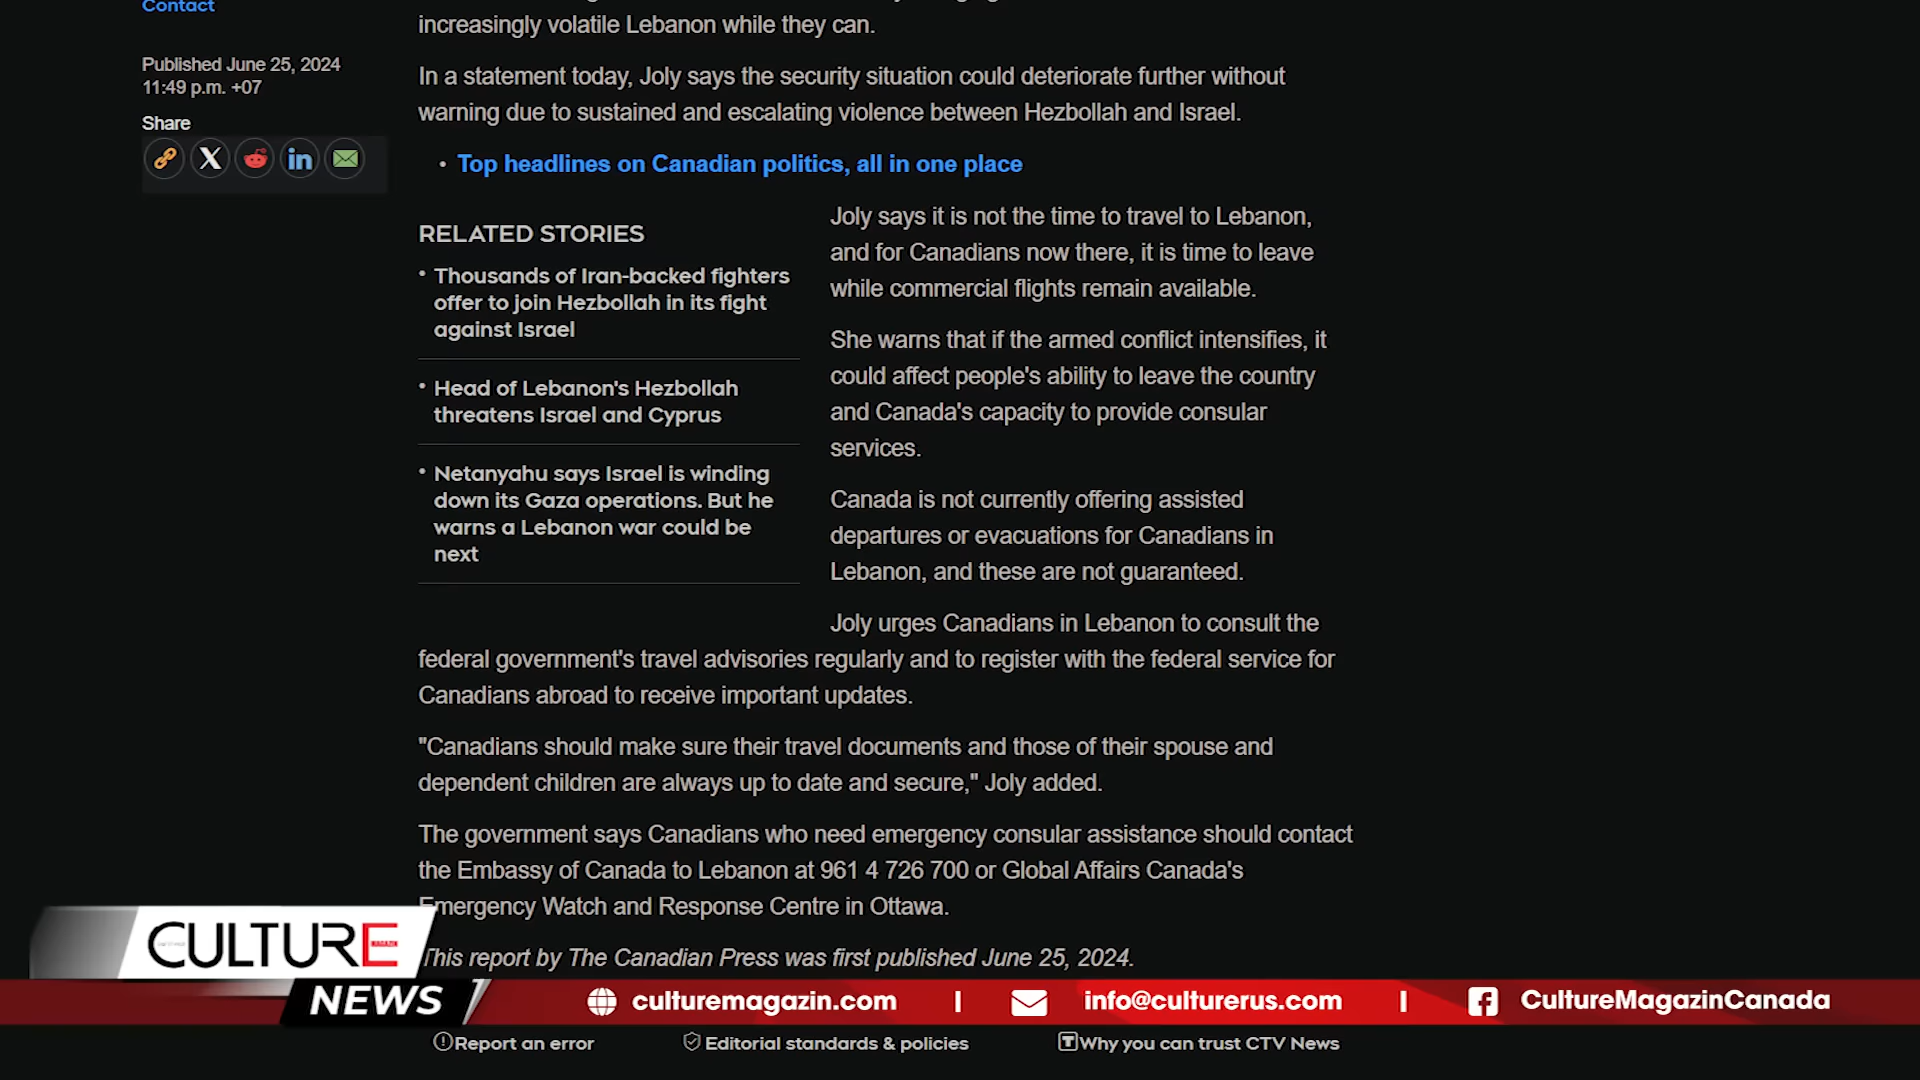 Contact
Published June 25, 2024
11:49 p.m. +07
Share
increasingly volatile Lebanon while they can.
In a statement today, Joly says the security situation could deteriorate further without
warning due to sustained and escalating violence between Hezbollah and Israel.
• Top headlines on Canadian politics, all in one place
RELATED STORIES
• Thousands of Iran-backed fighters
offer to join Hezbollah in its fight
against Israel
• Head of Lebanon's Hezbollah
threatens Israel and Cyprus
• Netanyahu says Israel is winding
down its Gaza operations. But he
warns a Lebanon war could be
next
Joly says it is not the time to travel to Lebanon,
and for Canadians now there, it is time to leave
while commercial flights remain available.
She warns that if the armed conflict intensifies, it
could affect people's ability to leave the country
and Canada's capacity to provide consular
services.
Canada is not currently offering assisted
departures or evacuations for Canadians in
Lebanon, and these are not guaranteed.
Joly urges Canadians in Lebanon to consult the
federal government's travel advisories regularly and to register with the federal service for
Canadians abroad to receive important updates.
"Canadians should make sure their travel documents and those of their spouse and
dependent children are always up to date and secure," Joly added.
The government says Canadians who need emergency consular assistance should contact
the Embassy of Canada to Lebanon at 961 4 726 700 or Global Affairs Canada's
Emergency Watch and Response Centre in Ottawa.
This report by The Canadian Press was first published June 25, 2024.
CULTURE
NEWS
culturemagazin.com | info@culturerus.com | CultureMagazinCanada
Report an error
Editorial standards & policies
Why you can trust CTV News